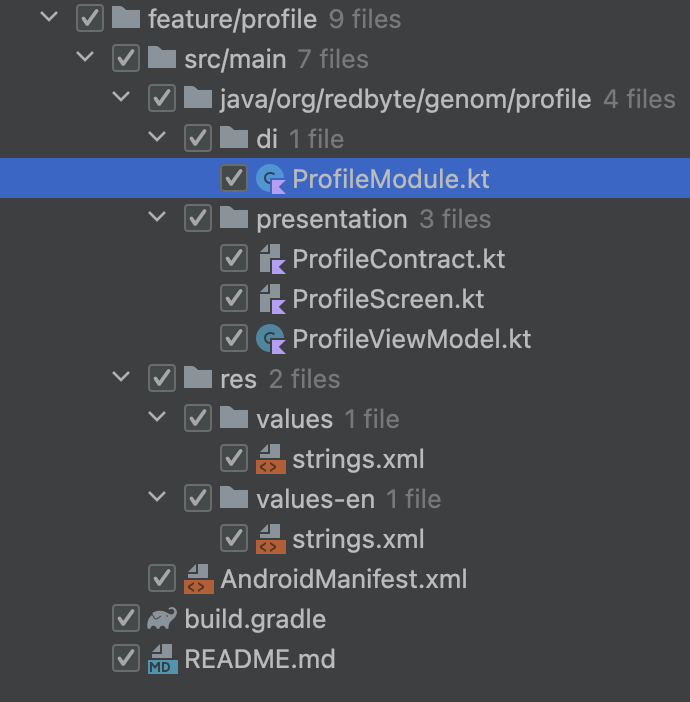 feature/profile 9 files
src/main 7 files
java/org/redbyte/genom/profile 4 files
di 1 file
ProfileModule.kt
presentation 3 files
ProfileContract.kt
ProfileScreen.kt
ProfileViewModel.kt
res 2 files
values 1 file
strings.xml
values-en 1 file
strings.xml
AndroidManifest.xml
build.gradle
MD README.md